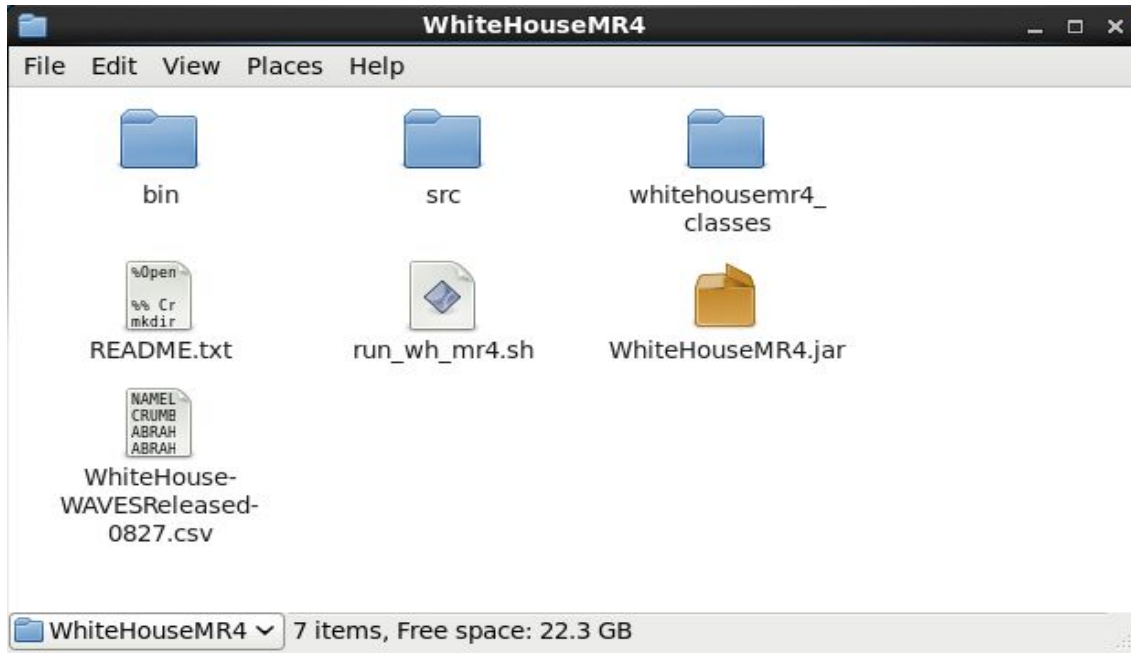 WhiteHouseMR4
File Edit View Places Help
bin
src
whitehousemr4_
classes
%Open
%% Cr
mkdir
README.txt
run_wh_mr4.sh
WhiteHouseMR4.jar
NAMEL
CRUMB
ABRAH
ABRAH
WhiteHouse-
WAVESReleased-
0827.csv
WhiteHouseMR4 7 items, Free space: 22.3 GB